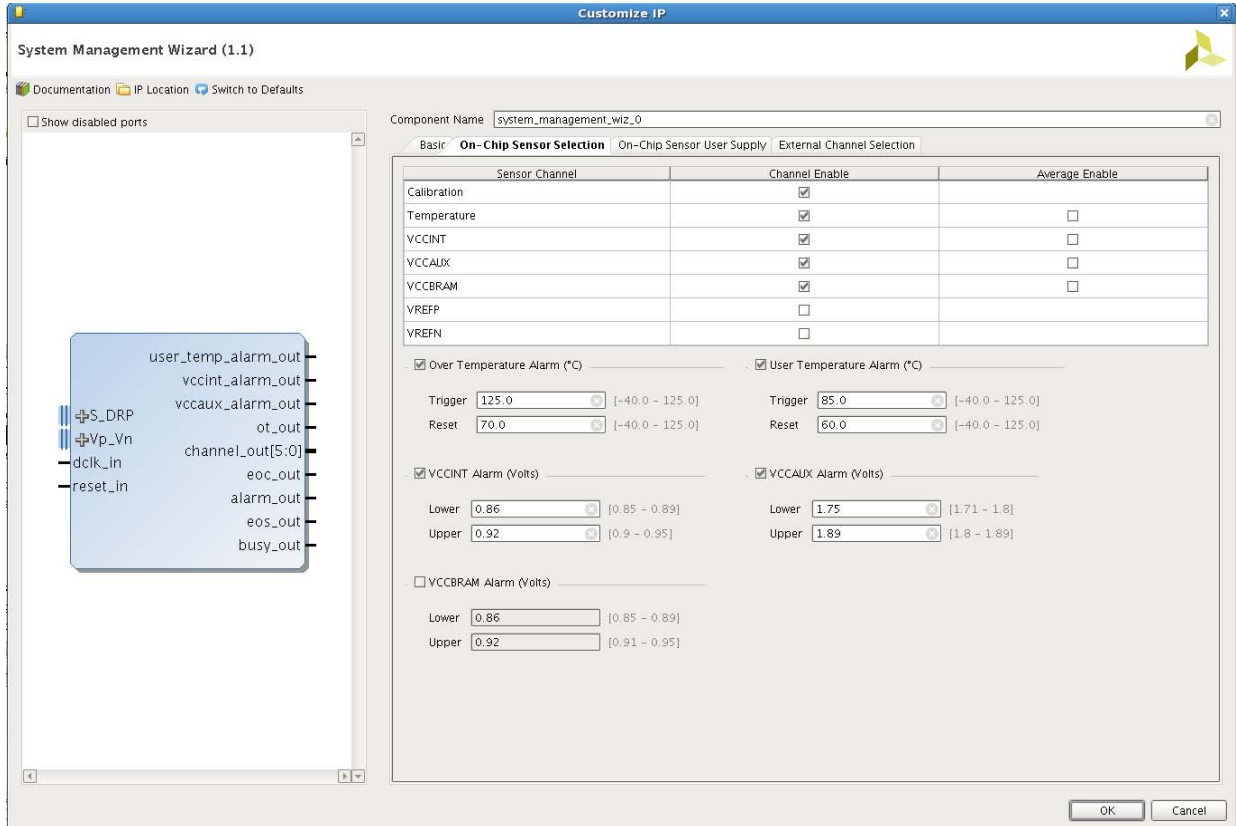 Customize IP
System Management Wizard (1.1)
Documentation IP Location Switch to Defaults
Show disabled ports
Component Name system_management_wiz_0
Basic On-Chip Sensor Selection On-Chip Sensor User Supply External Channel Selection
Sensor Channel Channel Enable Average Enable
Calibration
Temperature
VCCINT
VCCAUX
VCCBRAM
VREFP
VREFN
user_temp_alarm_out
vccint_alarm_out
vccaux_alarm_out
S_DRP
ot_out
Vp_Vn
channel_out[5:0]
dclk_in
eoc_out
reset_in
alarm_out
eos_out
busy_out
Over Temperature Alarm (°C) User Temperature Alarm (°C)
Trigger 125.0 [-40.0 - 125.0] Trigger 85.0 [-40.0 - 125.0]
Reset 70.0 [-40.0 - 125.0] Reset 60.0 [-40.0 - 125.0]
VCCINT Alarm (Volts) VCCAUX Alarm (Volts)
Lower 0.86 [0.85 - 0.89] Lower 1.75 [1.71 - 1.8]
Upper 0.92 [0.9 - 0.95] Upper 1.89 [1.8 - 1.89]
VCCBRAM Alarm (Volts)
Lower 0.86 [0.85 - 0.89]
Upper 0.92 [0.91 - 0.95]
OK Cancel